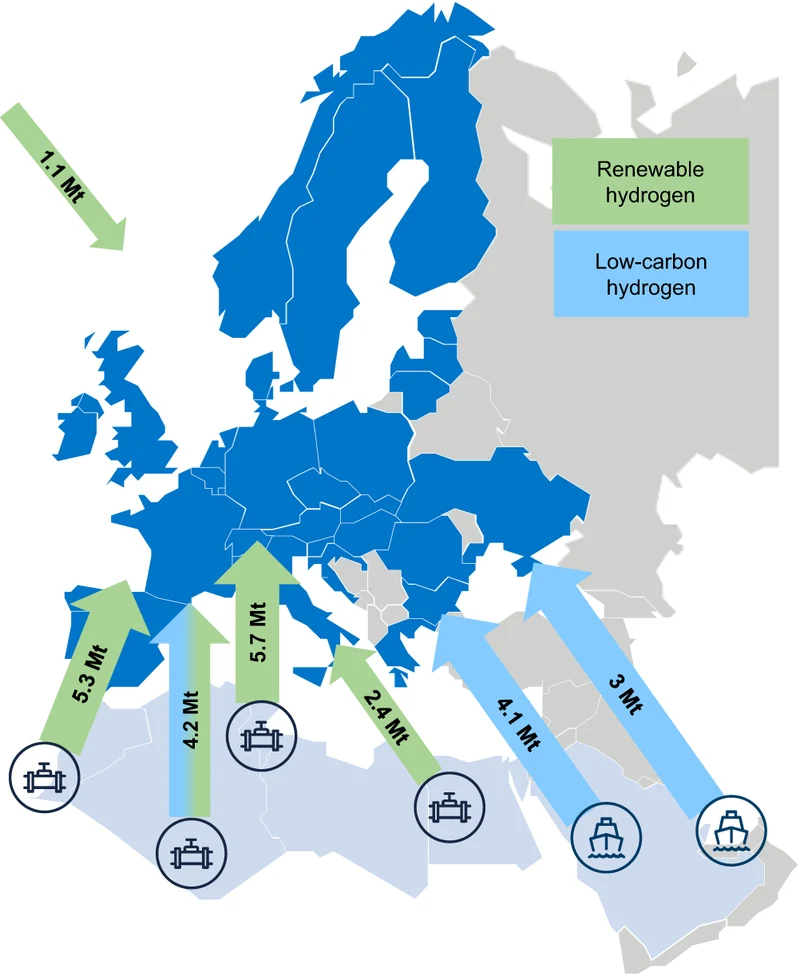 1.1 Mt
Renewable
hydrogen
Low-carbon
hydrogen
5.3 Mt
4.2 Mt
5.7 Mt
2.4 Mt
4.1 Mt
3 Mt